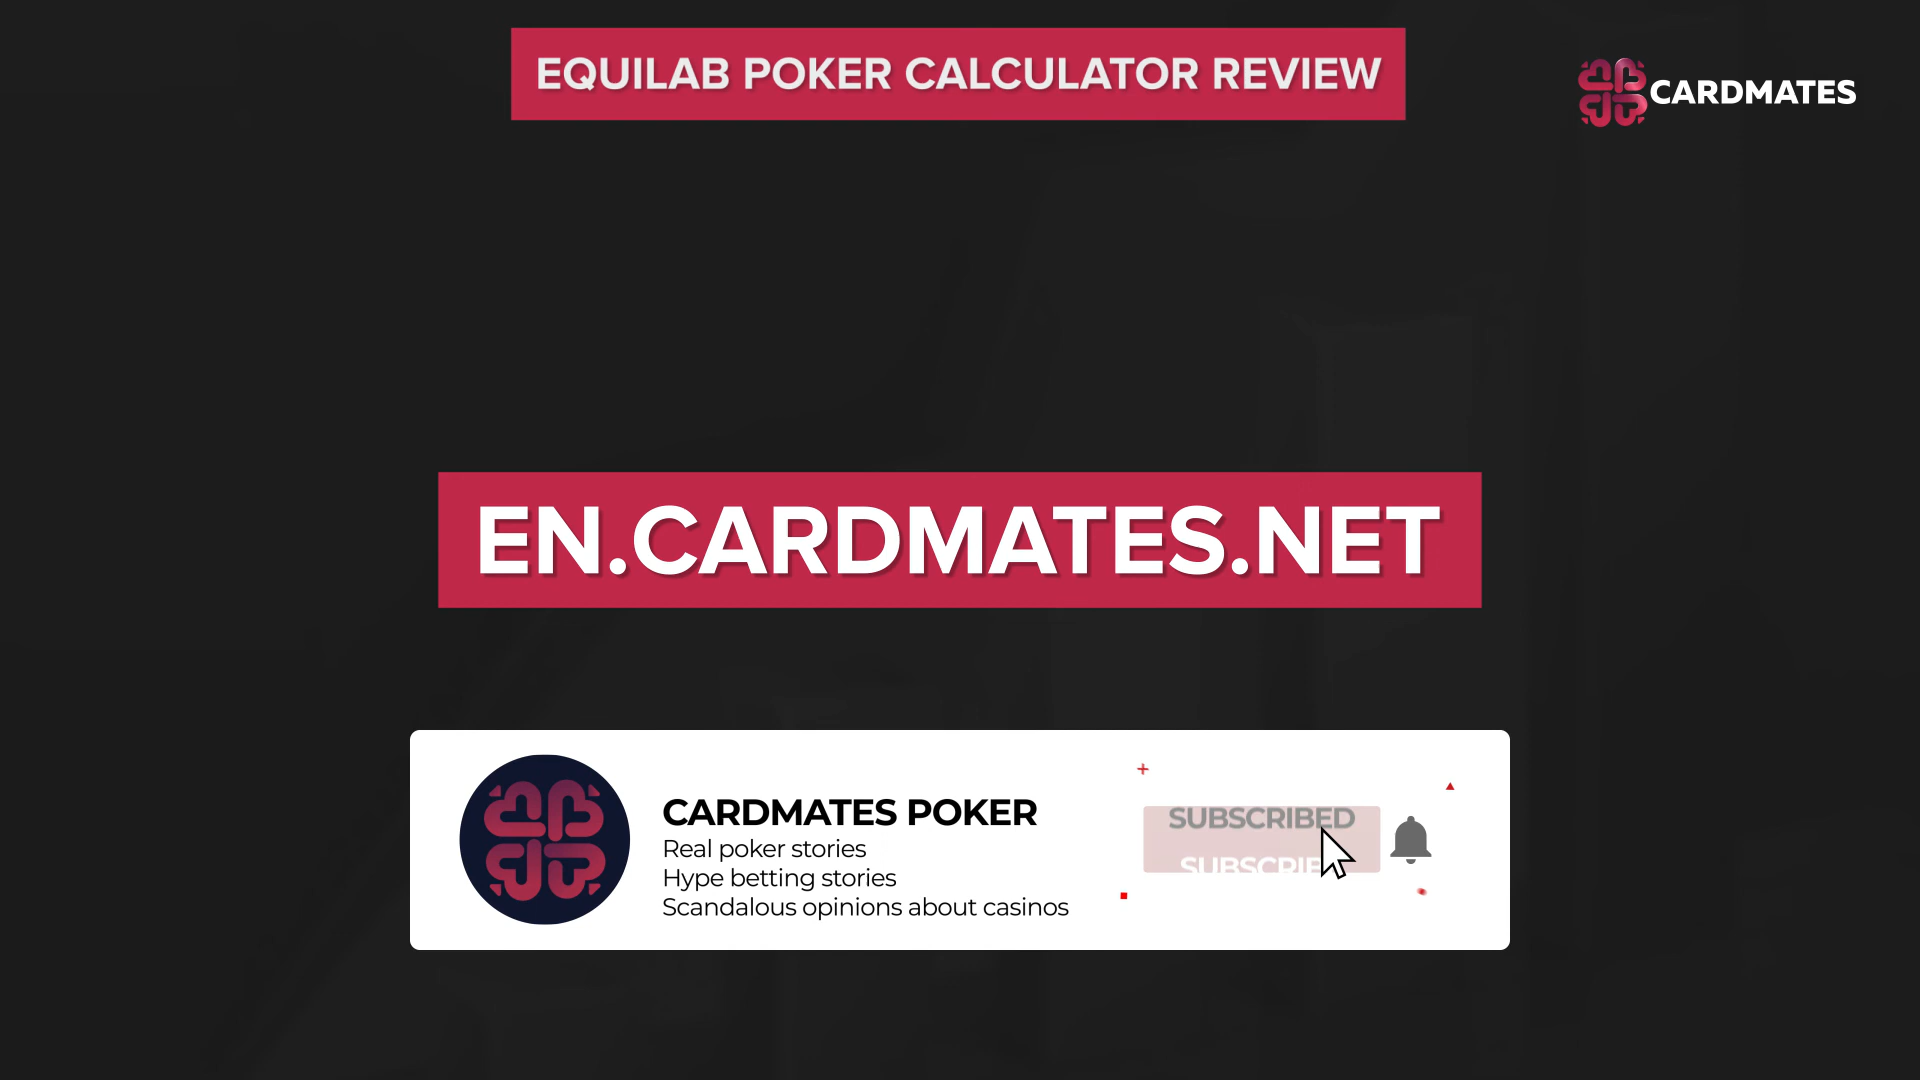 EQUILAB POKER CALCULATOR REVIEW
CARDMATES
EN.CARDMATES.NET
CARDMATES POKER
Real poker stories
Hype betting stories
Scandalous opinions about casinos
SUBSCRIBED